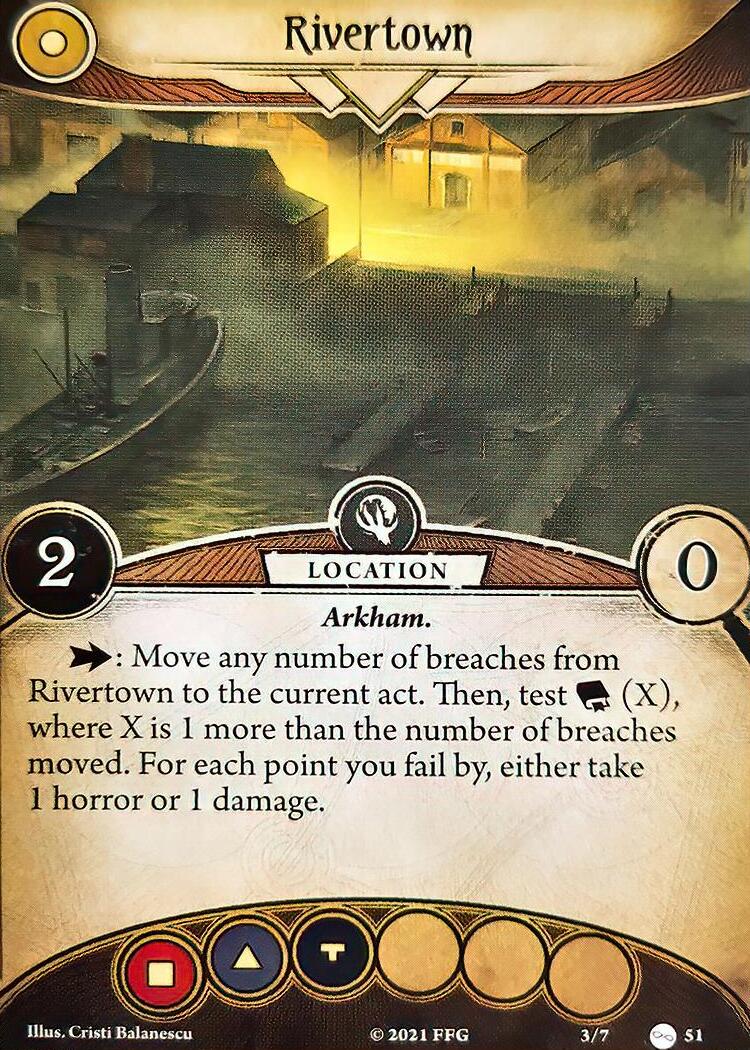 Rivertown
2
0
LOCATION
Arkham.
: Move any number of breaches from
Rivertown to the current act. Then, test (X),
where X is 1 more than the number of breaches
moved. For each point you fail by, either take
1 horror or 1 damage.
Illus. Cristi Balanescu
© 2021 FFG
3/7
51